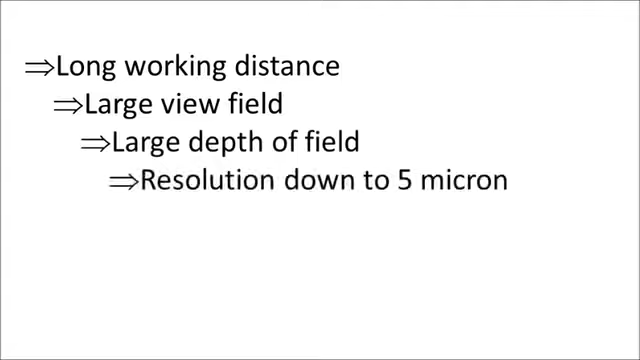 ⇒Long working distance
⇒Large view field
⇒Large depth of field
⇒Resolution down to 5 micron